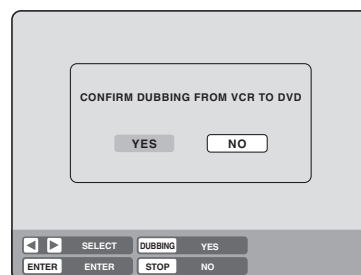 CONFIRM DUBBING FROM VCR TO DVD
YES NO
SELECT DUBBING YES
ENTER ENTER STOP NO